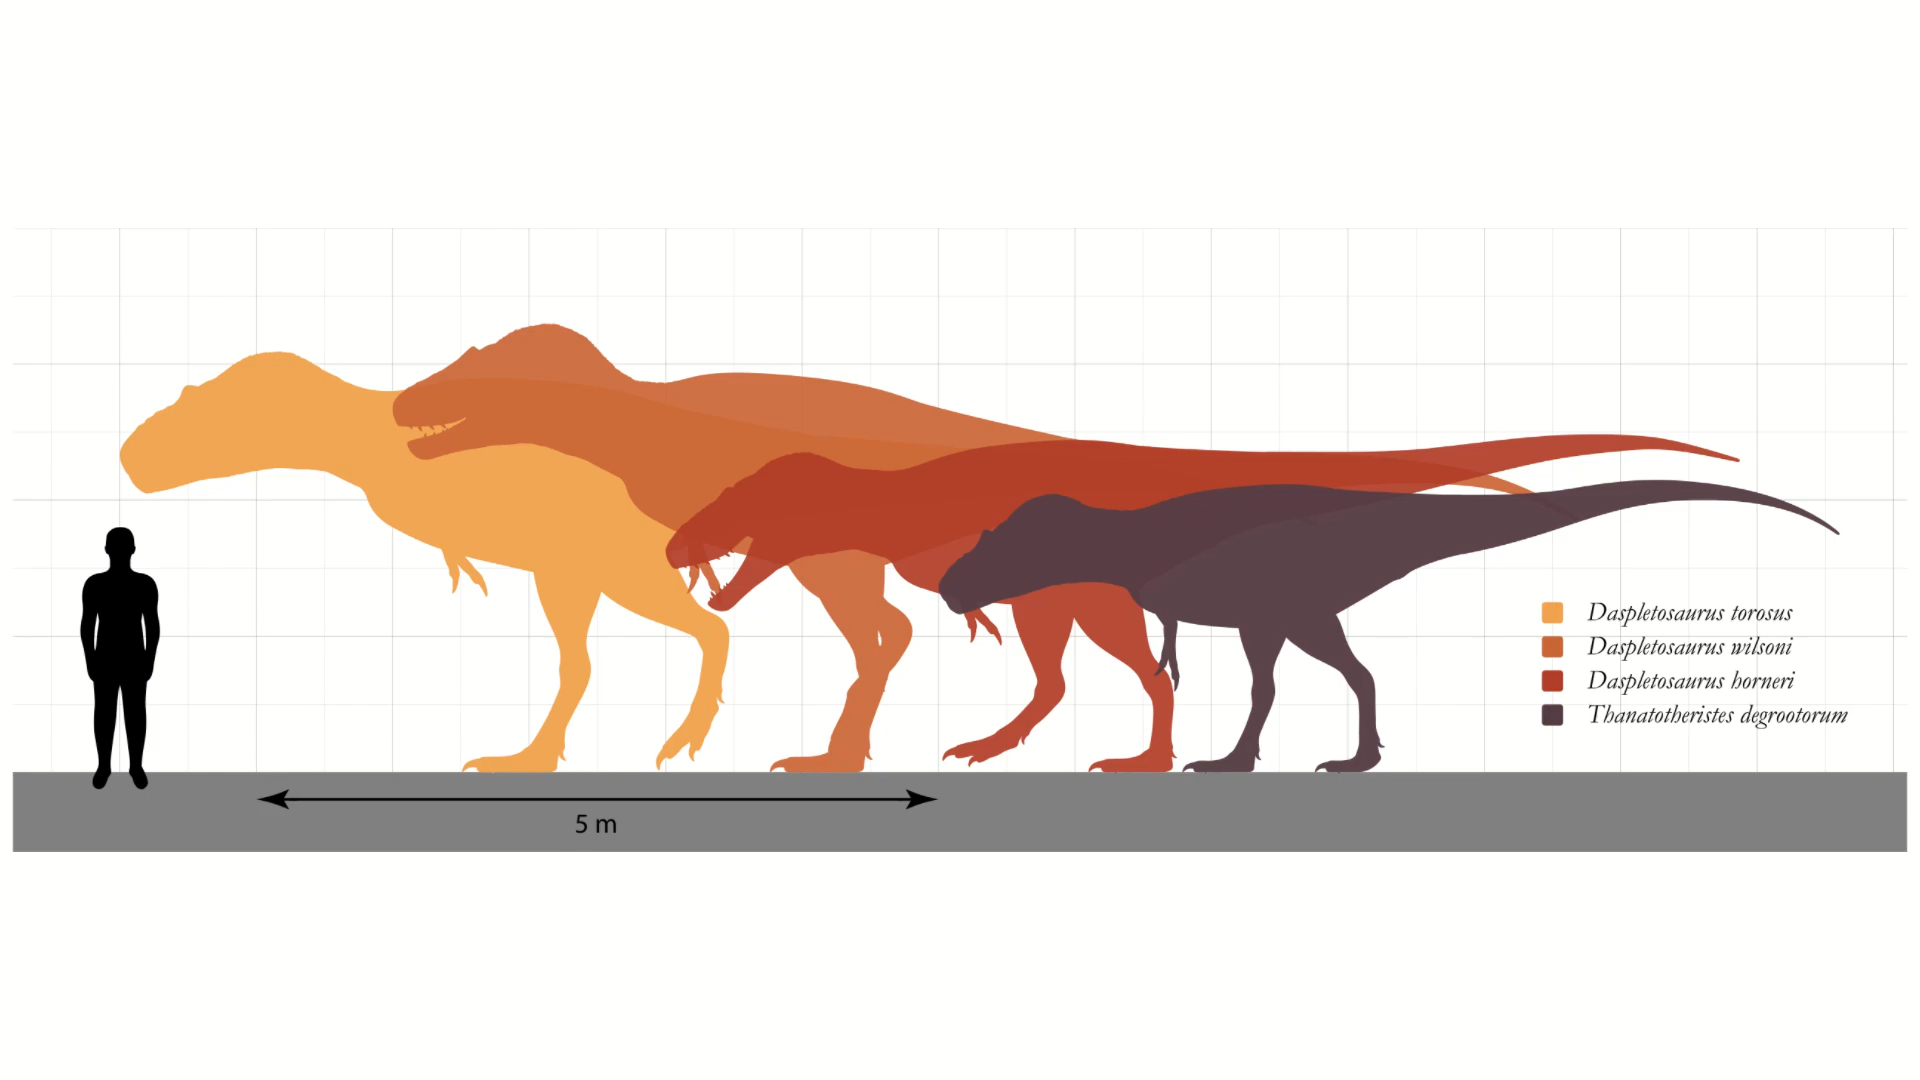 Daspletosaurus torosus
Daspletosaurus wilsoni
Daspletosaurus horneri
Thanatotheristes degrootorum
5 m